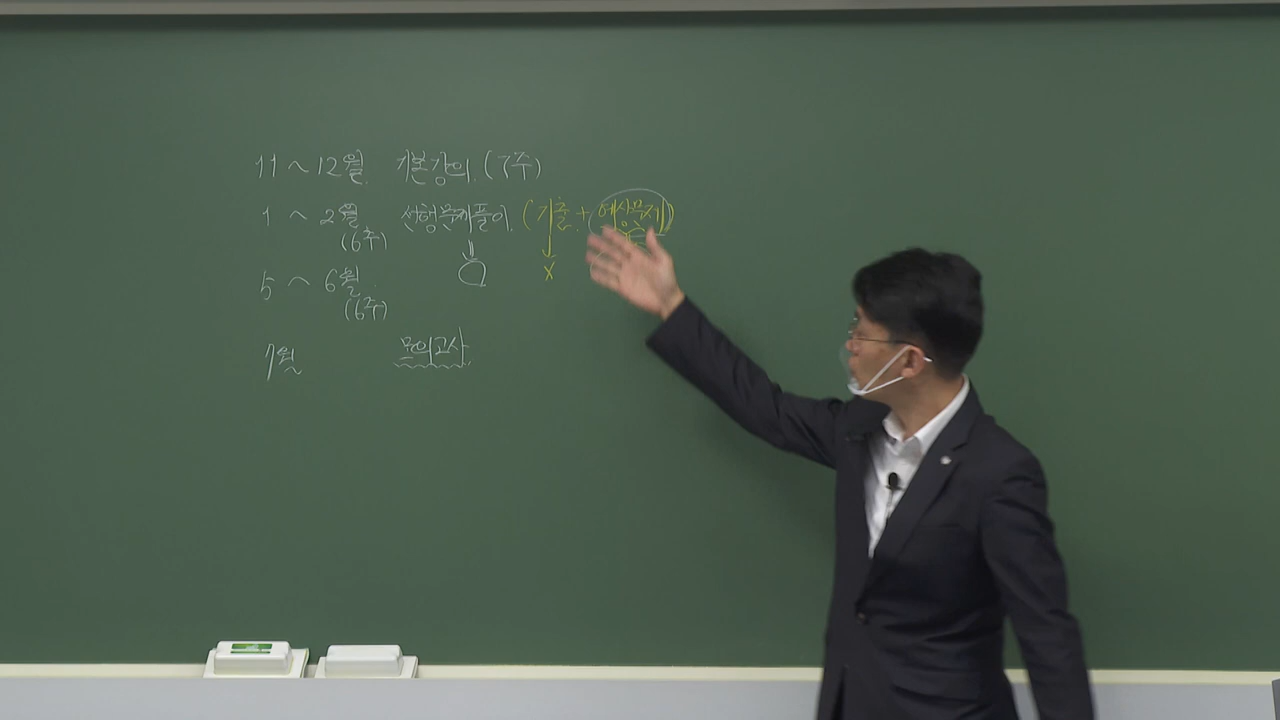 11 ~ 12월 기본강의. (7주)
1 ~ 2월 선형문제풀이. (기출 + 예상문제)
(6주)
X
5 ~ 6월
(6주)
7월 모의고사